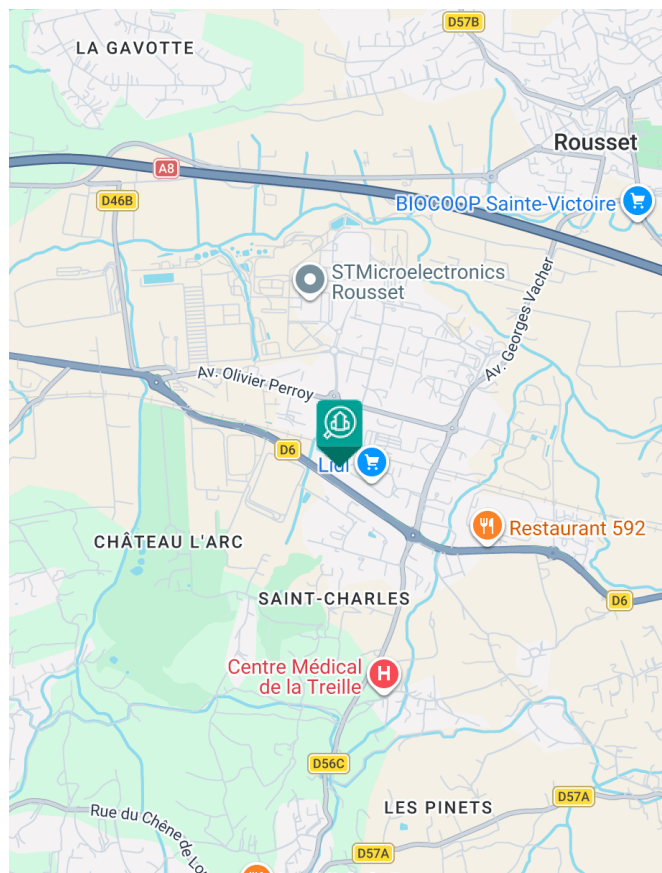 D57B
LA GAVOTTE
Rousset
A8
D46B
BIOCOOP Sainte-Victoire
STMicroelectronics
Rousset
Av. Georges Vacher
Av. Olivier Perroy
D6
Lidl
Restaurant 592
CHÂTEAU L'ARC
SAINT-CHARLES
D6
Centre Médical
de la Treille
H
D56C
D57A
LES PINETS
Rue du Chêne de
D57A